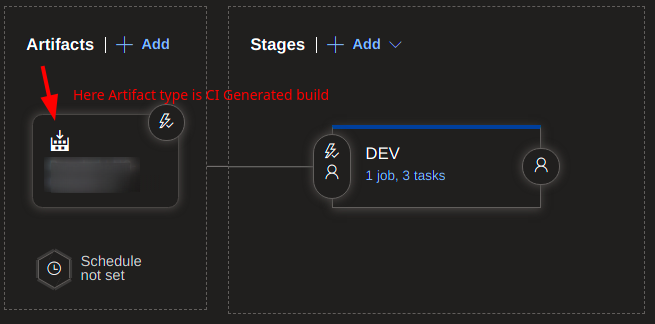 Artifacts | + Add
Stages | + Add
Here Artifact type is CI Generated build
DEV
1 job, 3 tasks
Schedule
not set